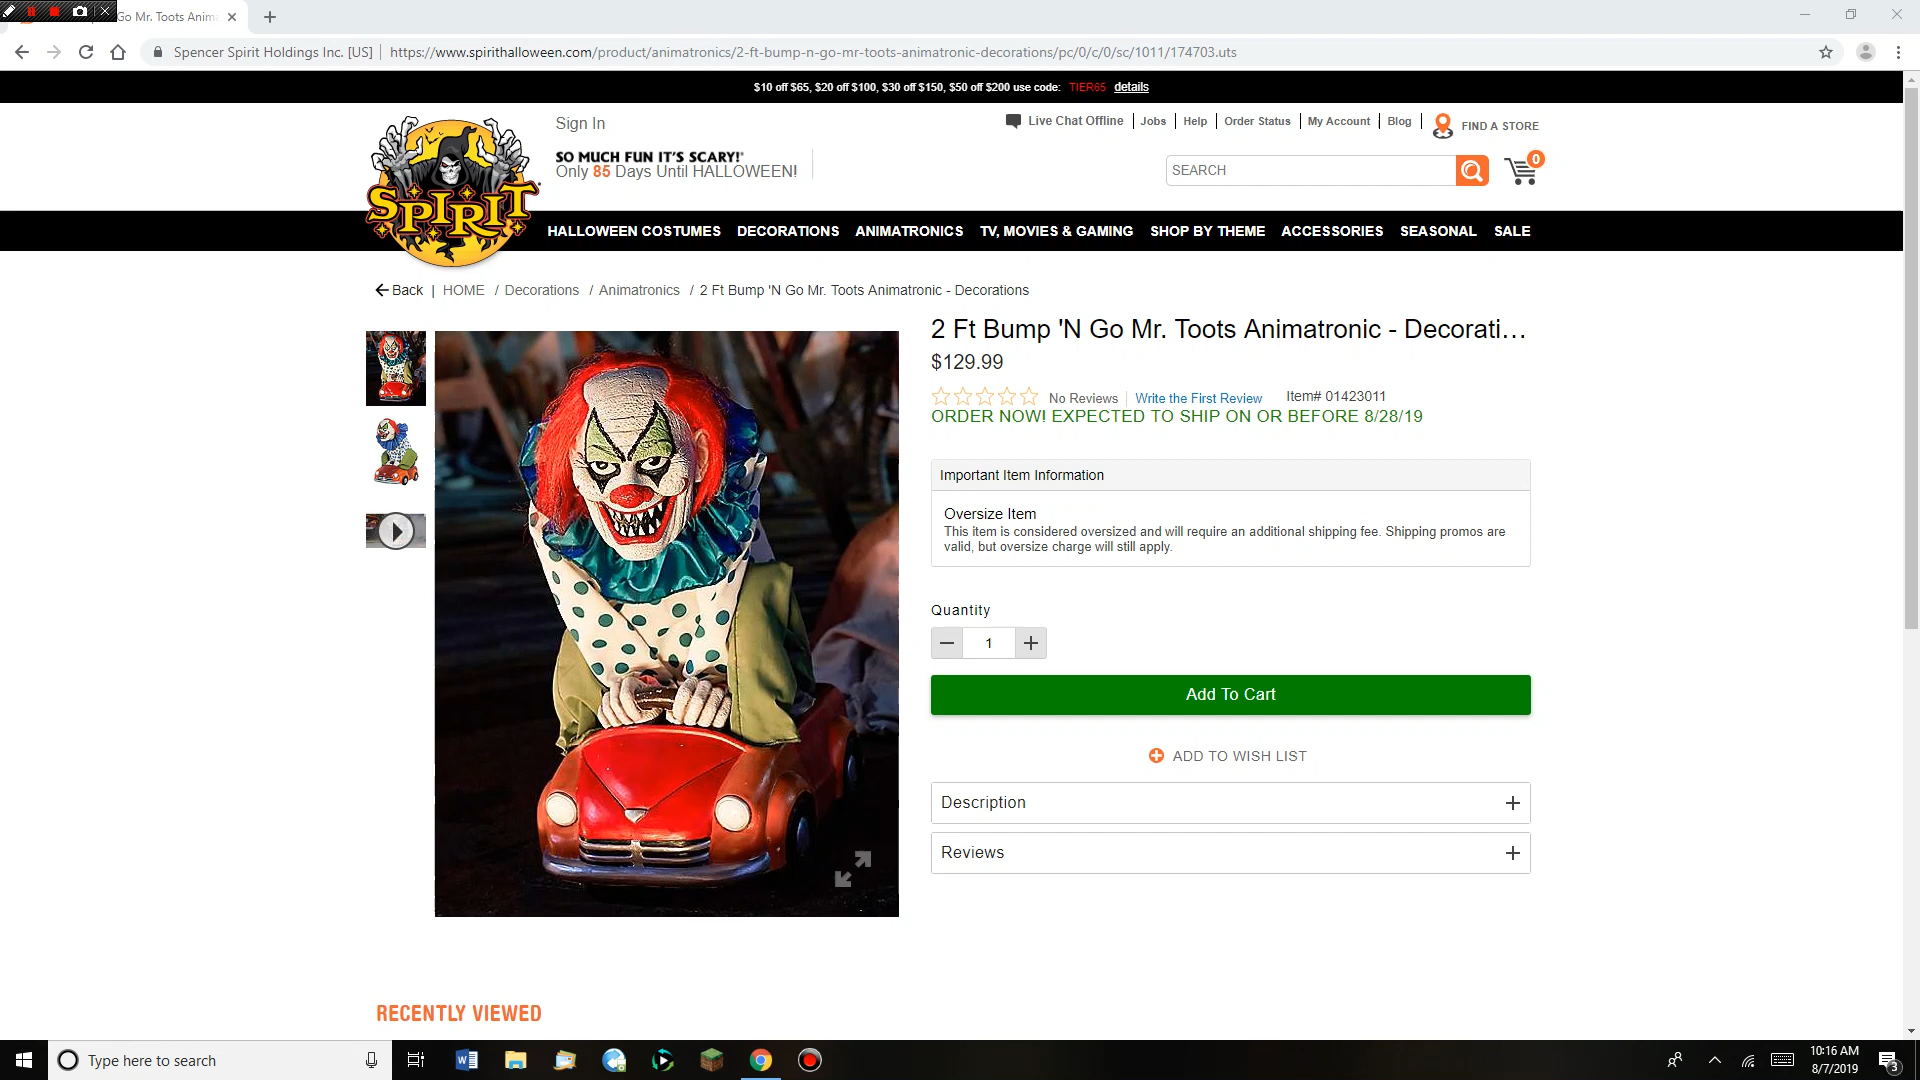 Go Mr. Toots Anim
Spencer Spirit Holdings Inc. [US] | https://www.spirithalloween.com/product/animatronics/2-ft-bump-n-go-mr-toots-animatronic-decorations/pc/0/c/0/sc/1011/174703.uts
$10 off $65, $20 off $100, $30 off $150, $50 off $200 use code: TIER65 details
SPIRIT
Sign In
Live Chat Offline | Jobs | Help | Order Status | My Account | Blog | FIND A STORE
SO MUCH FUN IT'S SCARY!
Only 85 Days Until HALLOWEEN!
SEARCH
0
HALLOWEEN COSTUMES DECORATIONS ANIMATRONICS TV, MOVIES & GAMING SHOP BY THEME ACCESSORIES SEASONAL SALE
Back | HOME / Decorations / Animatronics / 2 Ft Bump 'N Go Mr. Toots Animatronic - Decorations
2 Ft Bump 'N Go Mr. Toots Animatronic - Decorati...
$129.99
No Reviews | Write the First Review Item# 01423011
ORDER NOW! EXPECTED TO SHIP ON OR BEFORE 8/28/19
Important Item Information
Oversize Item
This item is considered oversized and will require an additional shipping fee. Shipping promos are
valid, but oversize charge will still apply.
Quantity
1
Add To Cart
ADD TO WISH LIST
Description
Reviews
RECENTLY VIEWED
Type here to search
10:16 AM
8/7/2019
3